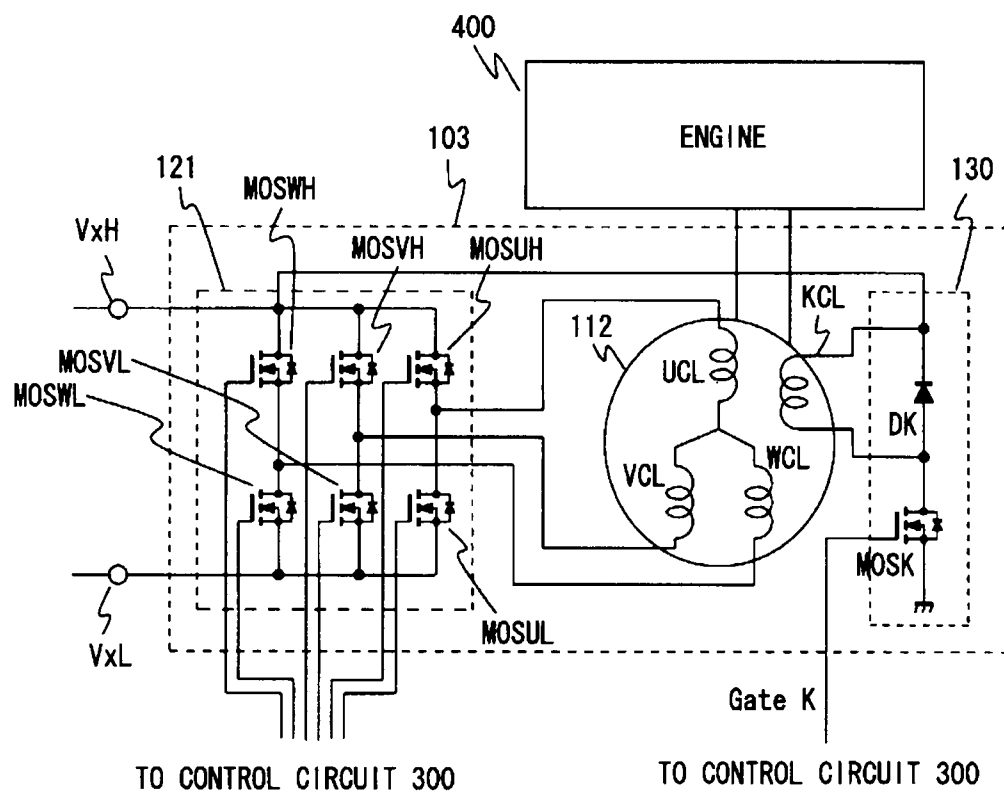 400
ENGINE
103
121
MOSWH
130
VxH
MOSVH
MOSUH
KCL
112
MOSVL
MOSWL
UCL
DK
VCL
WCL
MOSK
MOSUL
VxL
Gate K
TO CONTROL CIRCUIT 300
TO CONTROL CIRCUIT 300